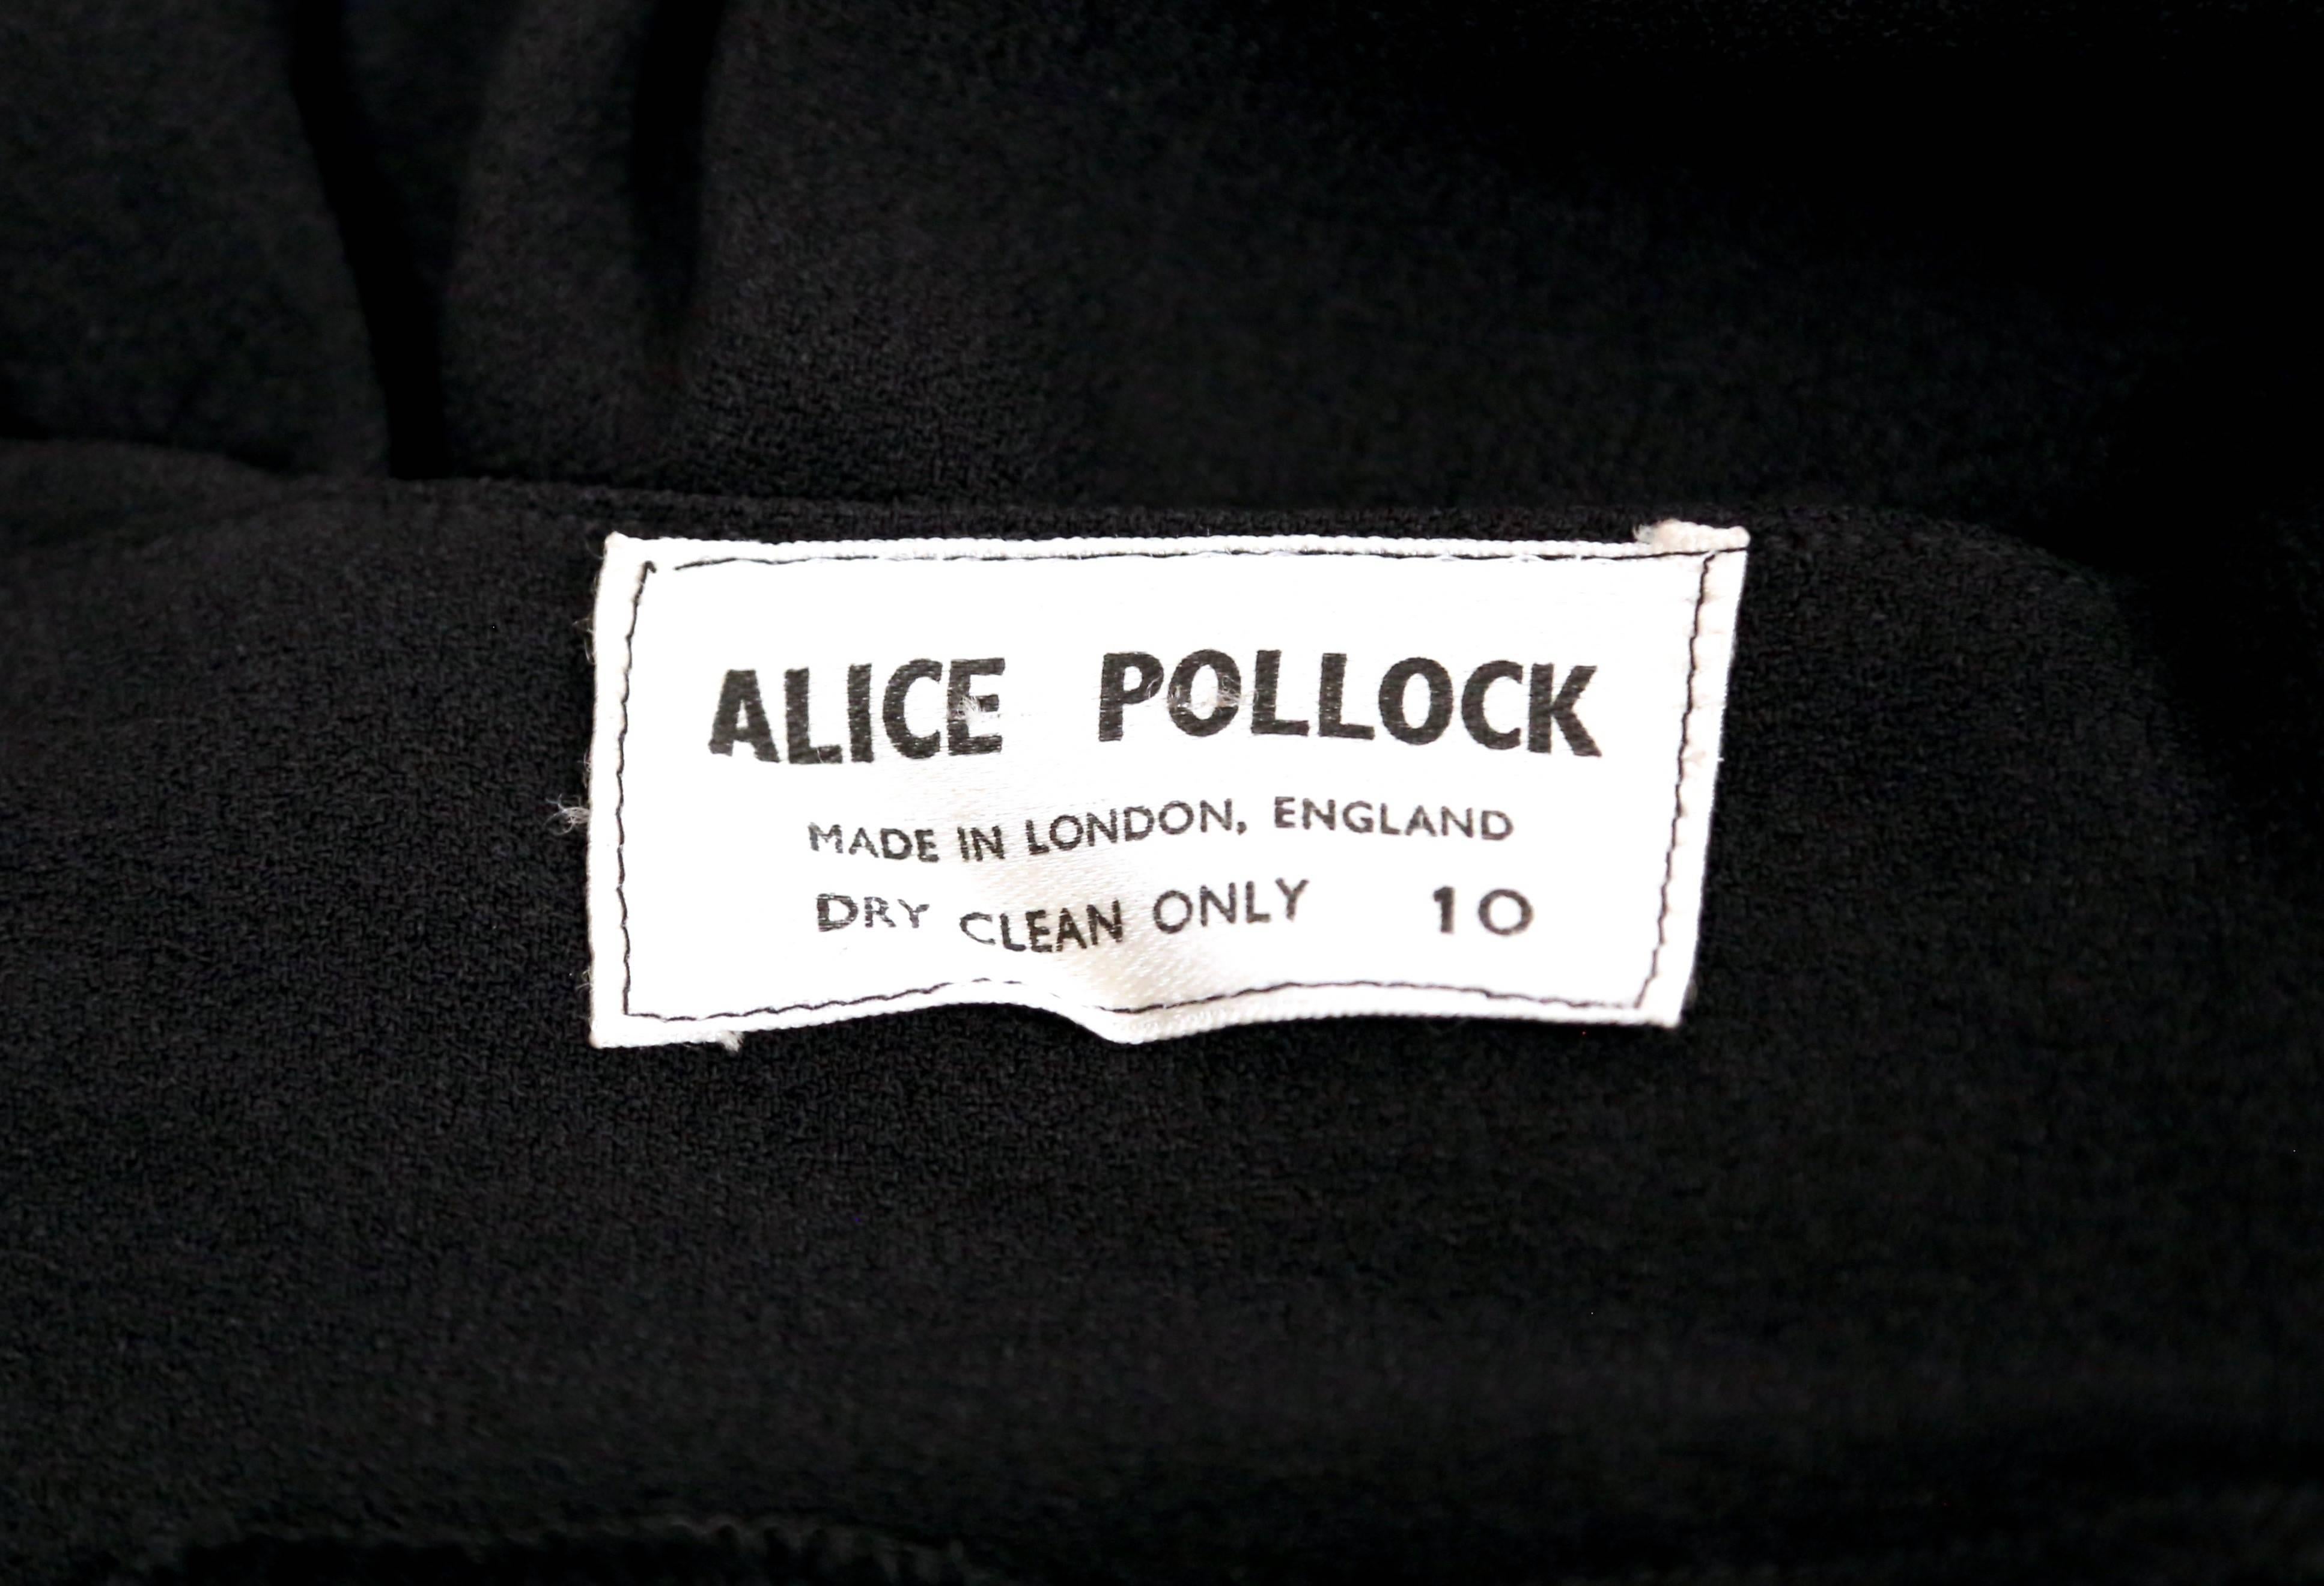 ALICE POLLOCK
MADE IN LONDON, ENGLAND
DRY CLEAN ONLY 10